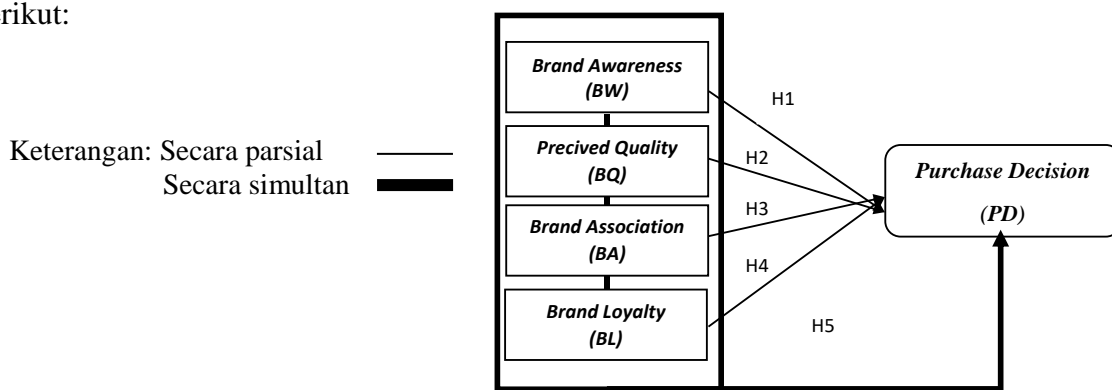 erikut:
Brand Awareness
(BW)
H1
Keterangan: Secara parsial
Secara simultan
Precived Quality
(BQ)
H2
Purchase Decision
(PD)
Brand Association
(BA)
H3
H4
Brand Loyalty
(BL)
H5